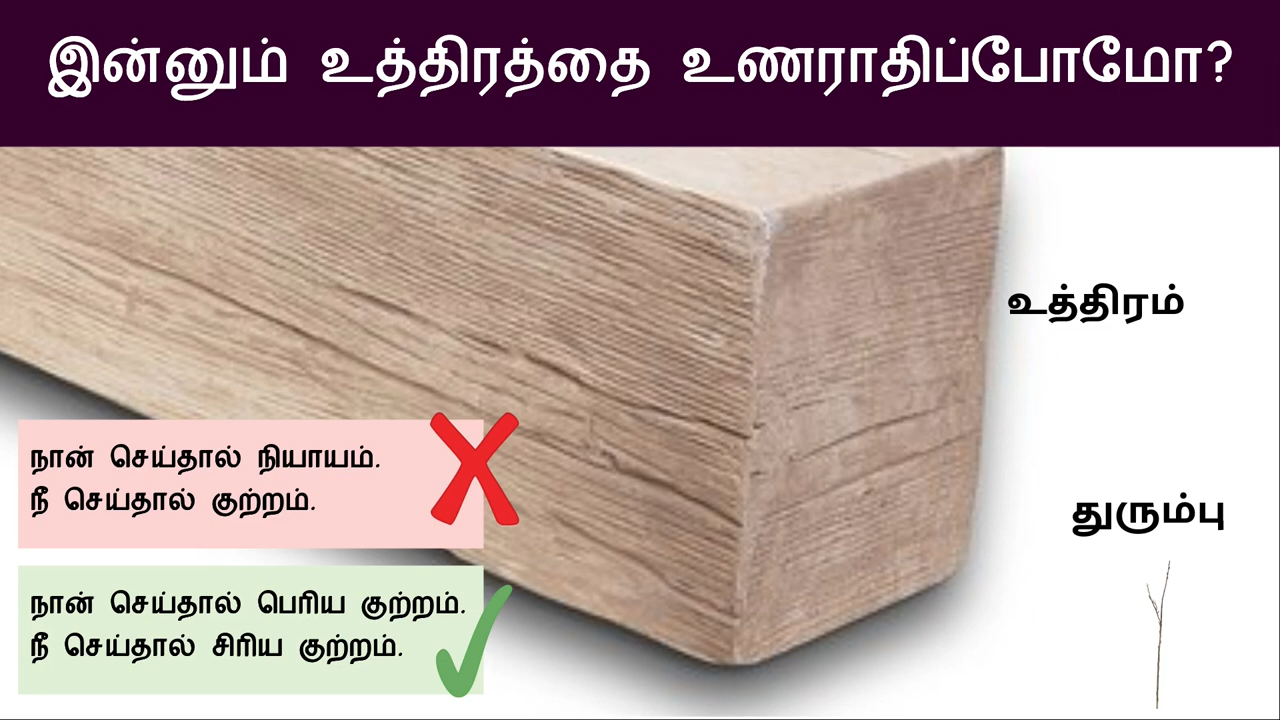 இன்னும் உத்திரத்தை உணராதிப்போமோ?
உத்திரம்
நான் செய்தால் நியாயம்.
நீ செய்தால் குற்றம்.
துரும்பு
நான் செய்தால் பெரிய குற்றம்.
நீ செய்தால் சிரிய குற்றம்.